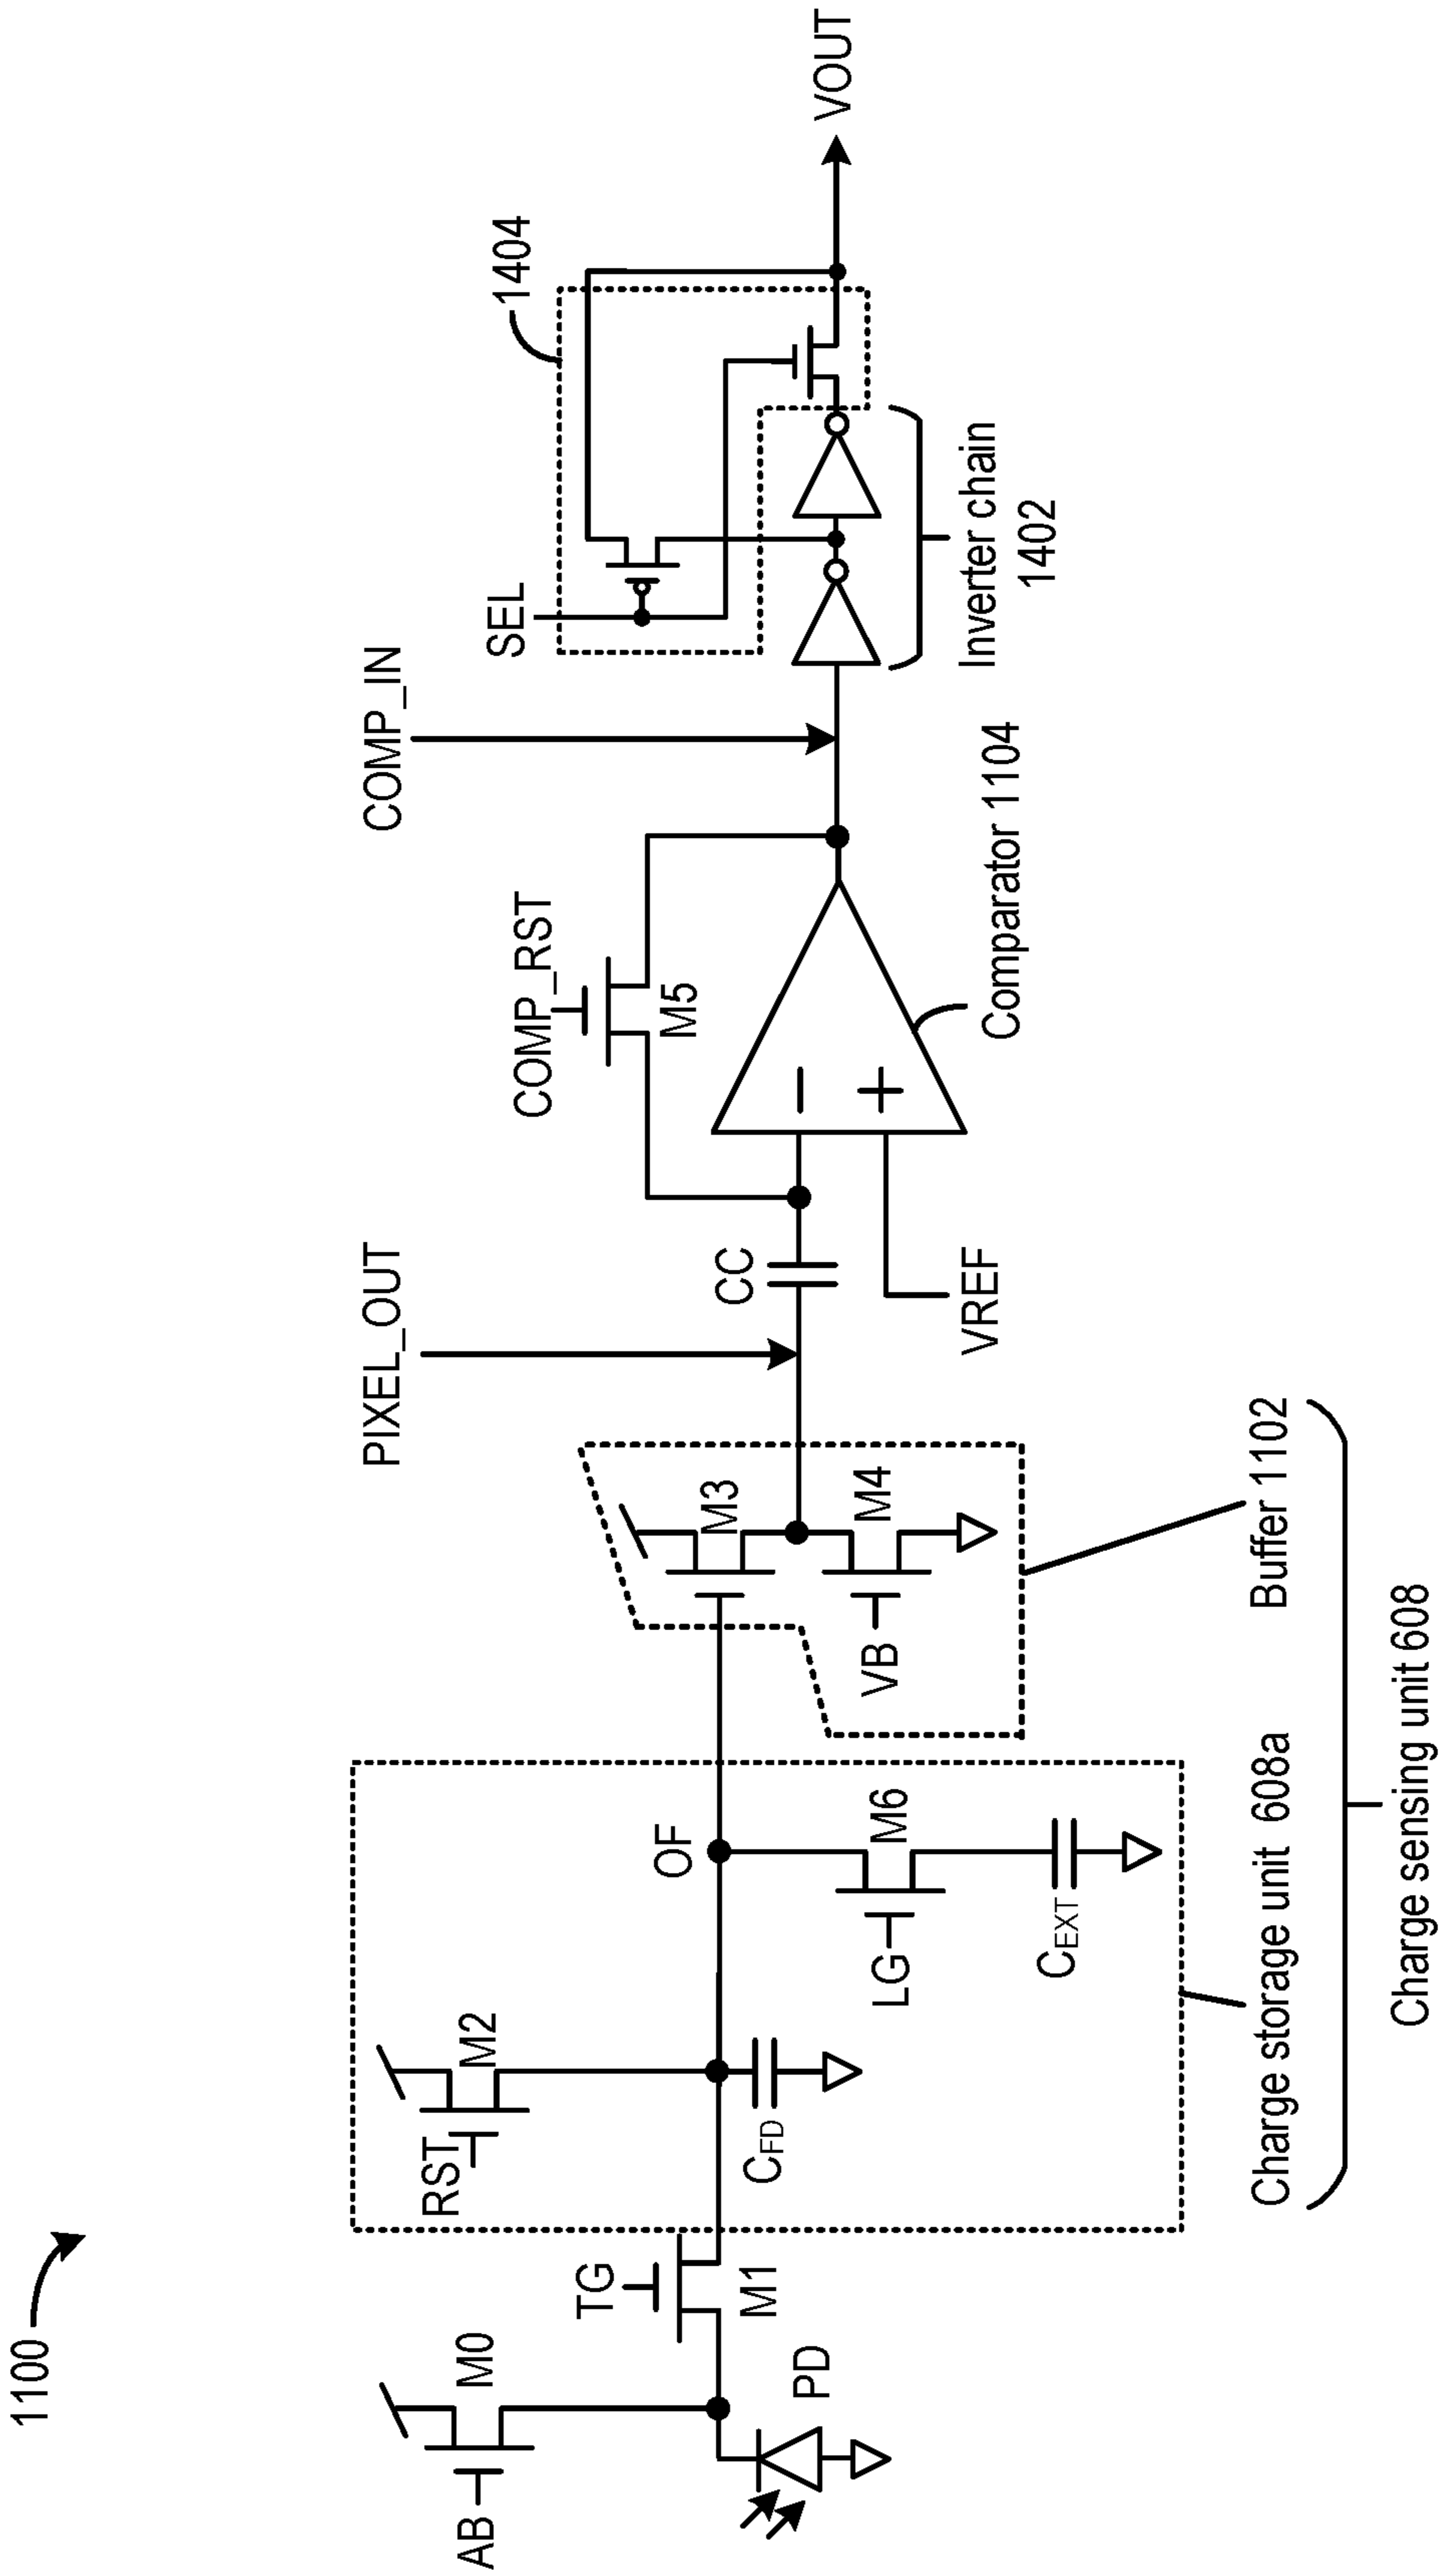 1100
AB
M0
PD
TG
M1
RST
M2
C_FD
OF
LG
M6
C_EXT
Charge storage unit 608a
VB
M3
M4
Buffer 1102
Charge sensing unit 608
PIXEL_OUT
CC
VREF
COMP_RST
M5
−
+
Comparator 1104
COMP_IN
SEL
1404
Inverter chain
1402
VOUT